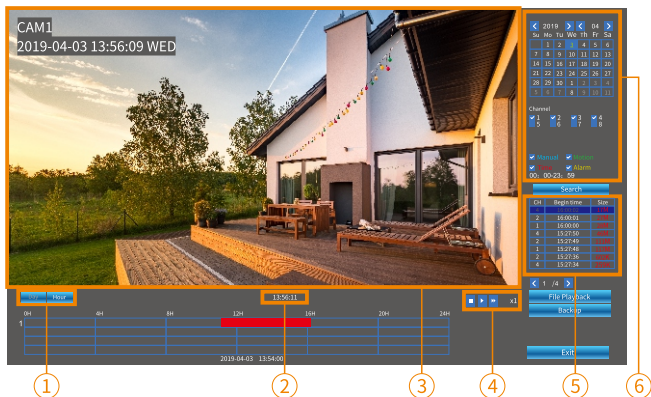 CAM1
2019-04-03 13:56:09 WED
2019 04
Su Mo Tu We Th Fr Sa
1 2 3 4 5 6
7 8 9 10 11 12 13
14 15 16 17 18 19 20
21 22 23 24 25 26 27
28 29 30 1 2 3 4
5 6 7 8 9 10 11
Channel
1 2 3 4
5 6 7 8
Manual Motion
Alarm
00: 00-23: 59
Search
CH Begin time Size
2 16:00:01
1 16:00:00
4 15:27:50
2 15:27:49
1 15:27:48
2 15:27:36
4 15:27:34
1 /4
File Playback
Backup
Exit
Hour
13:56:11
x1
0H 4H 8H 12H 16H 20H 24H
1
2019-04-03 13:54:00
1 2 3 4 5 6